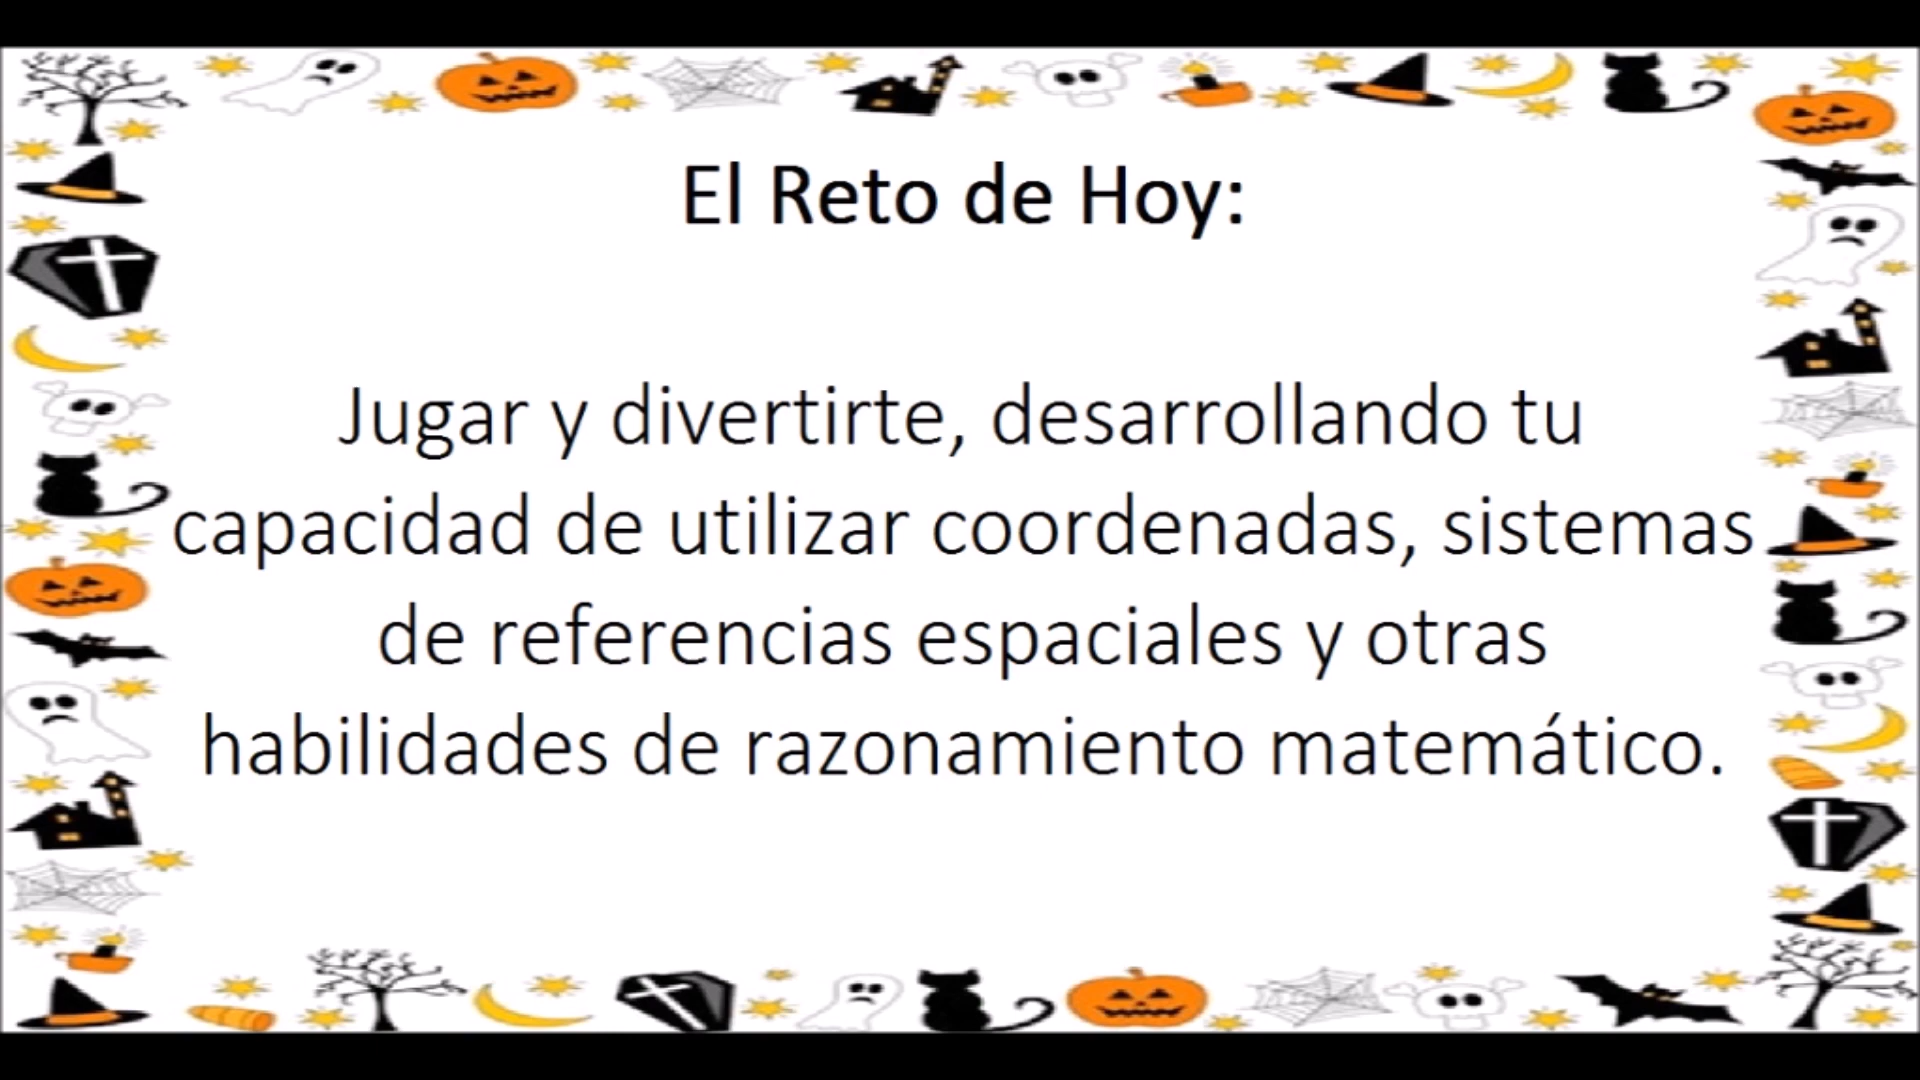 El Reto de Hoy:
Jugar y divertirte, desarrollando tu
capacidad de utilizar coordenadas, sistemas
de referencias espaciales y otras
habilidades de razonamiento matemático.